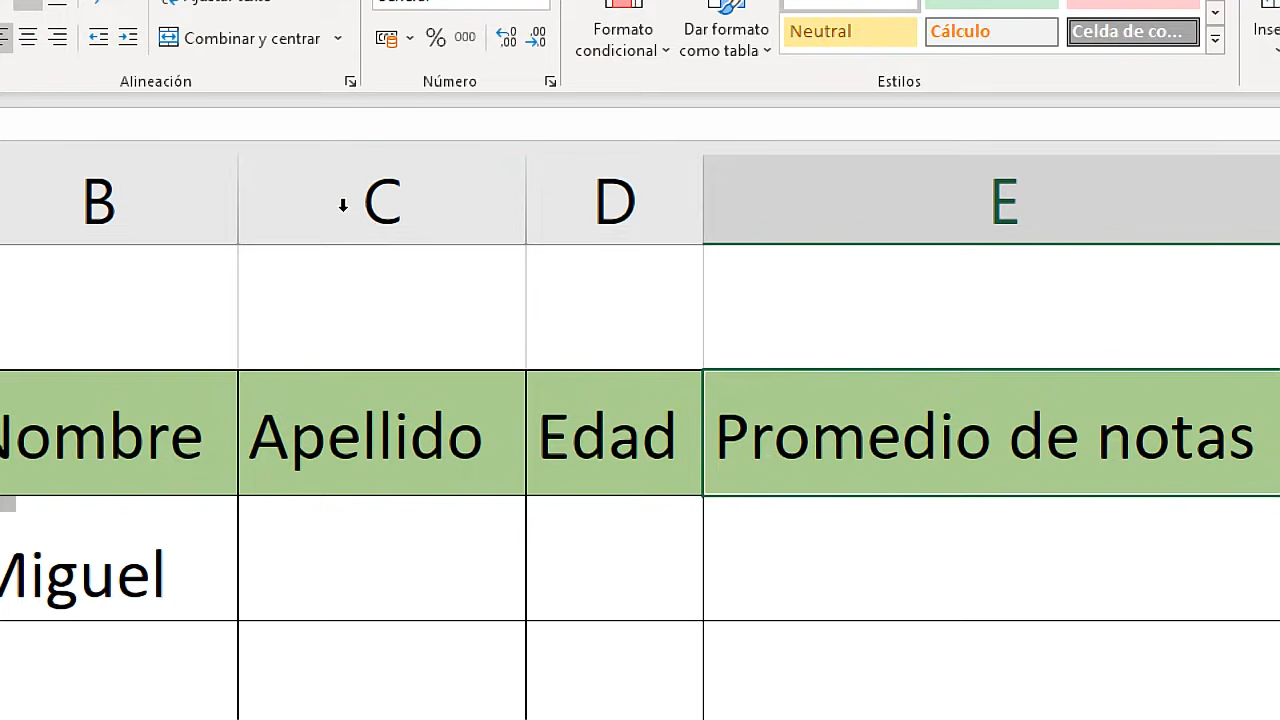 Combinar y centrar
% 000
Formato
condicional
Dar formato
como tabla
Neutral
Cálculo
Celda de co...
Alineación
Número
Estilos
B C D E
Nombre Apellido Edad Promedio de notas
Miguel